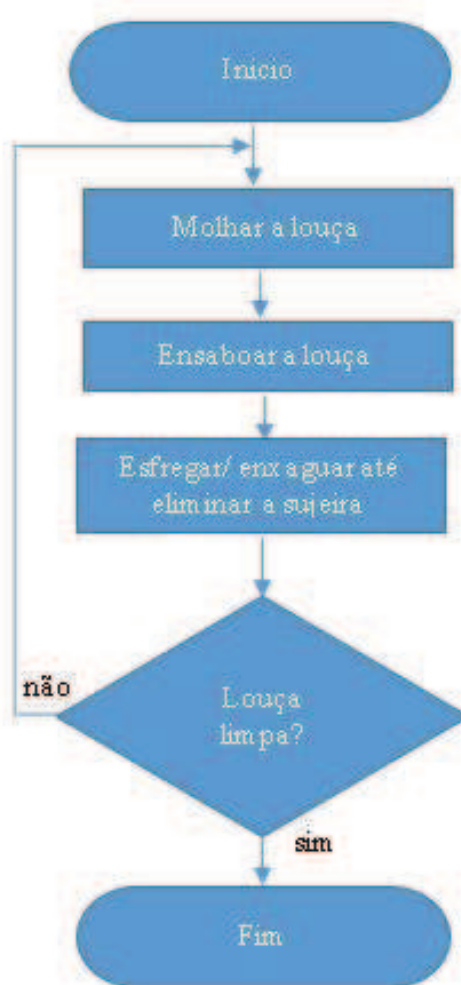 Inicio
Molhar a louça
Ensaboar a louça
Esfregar/ enxaguar até
eliminar a sujeira
Louça
limpa?
não
sim
Fim